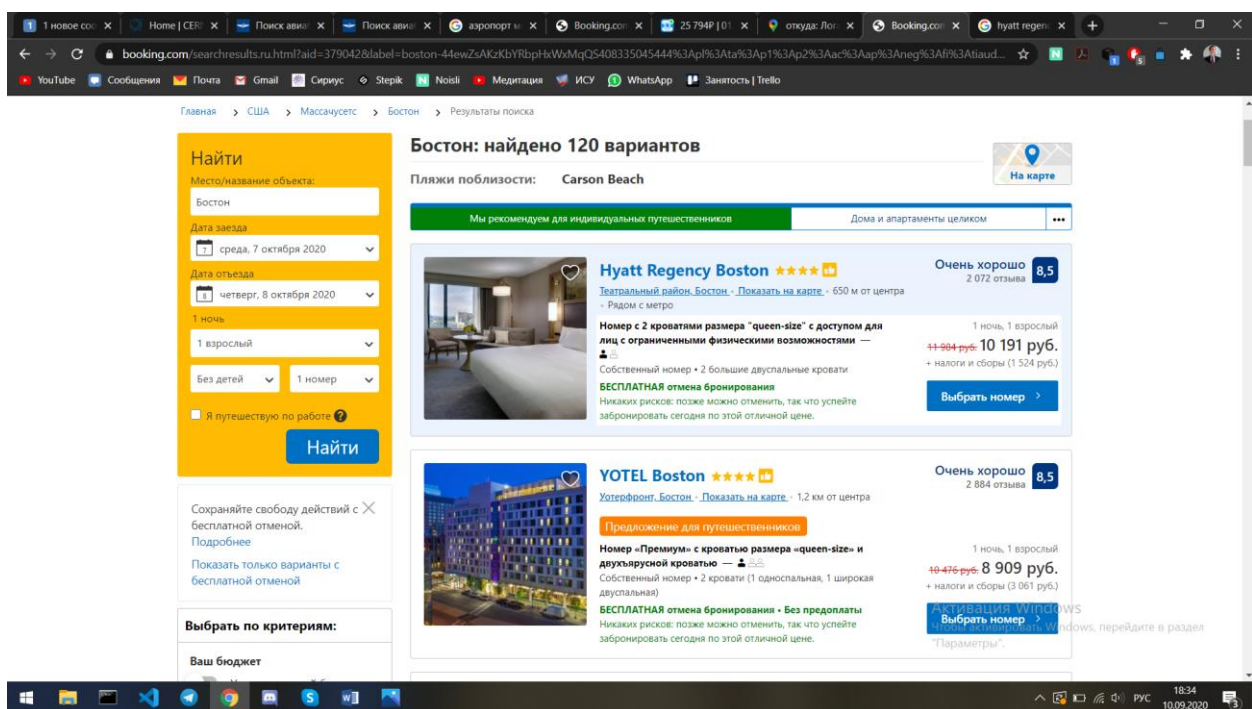 1 новое соо
Home | CERN
Поиск авиа
Поиск авиа
аэропорт м
Booking.com
25 794₽ | 01
откуда: Лог
Booking.com
hyatt regenc
booking.com/searchresults.ru.html?aid=379042&label=boston-44ewZsAKzKbYRbpHxWxMqQS408335045444%3Apl%3Ata%3Ap1%3Ap2%3Aac%3Aap%3Aneg%3Afi%3Atiaud...
YouTube Сообщения Почта Gmail Сириус Stepik Noisli Медитация ИСУ WhatsApp Занятость | Trello
Главная > США > Массачусетс > Бостон > Результаты поиска
Найти
Место/название объекта:
Бостон
Дата заезда
7 среда, 7 октября 2020
Дата отъезда
8 четверг, 8 октября 2020
1 ночь
1 взрослый
Без детей 1 номер
Я путешествую по работе ?
Найти
Сохраняйте свободу действий с
бесплатной отменой.
Подробнее
Показать только варианты с
бесплатной отменой
Выбрать по критериям:
Ваш бюджет
Бостон: найдено 120 вариантов
Пляжи поблизости: Carson Beach
На карте
Мы рекомендуем для индивидуальных путешественников
Дома и апартаменты целиком
Hyatt Regency Boston
Театральный район, Бостон - Показать на карте - 650 м от центра
- Рядом с метро
Номер с 2 кроватями размера "queen-size" с доступом для
лиц с ограниченными физическими возможностями —
Собственный номер • 2 большие двуспальные кровати
БЕСПЛАТНАЯ отмена бронирования
Никаких рисков: позже можно отменить, так что успейте
забронировать сегодня по этой отличной цене.
Очень хорошо 8,5
2 072 отзыва
1 ночь, 1 взрослый
11 984 руб. 10 191 руб.
+ налоги и сборы (1 524 руб.)
Выбрать номер >
YOTEL Boston
Уотерфронт, Бостон - Показать на карте - 1,2 км от центра
Предложение для путешественников
Номер «Премиум» с кроватью размера «queen-size» и
двухъярусной кроватью —
Собственный номер • 2 кровати (1 односпальная, 1 широкая
двуспальная)
БЕСПЛАТНАЯ отмена бронирования • Без предоплаты
Никаких рисков: позже можно отменить, так что успейте
забронировать сегодня по этой отличной цене.
Очень хорошо 8,5
2 884 отзыва
1 ночь, 1 взрослый
10 476 руб. 8 909 руб.
+ налоги и сборы (3 061 руб.)
Выбрать номер >
Активация Windows
Чтобы активировать Windows, перейдите в раздел
"Параметры".
РУС
18:34
10.09.2020